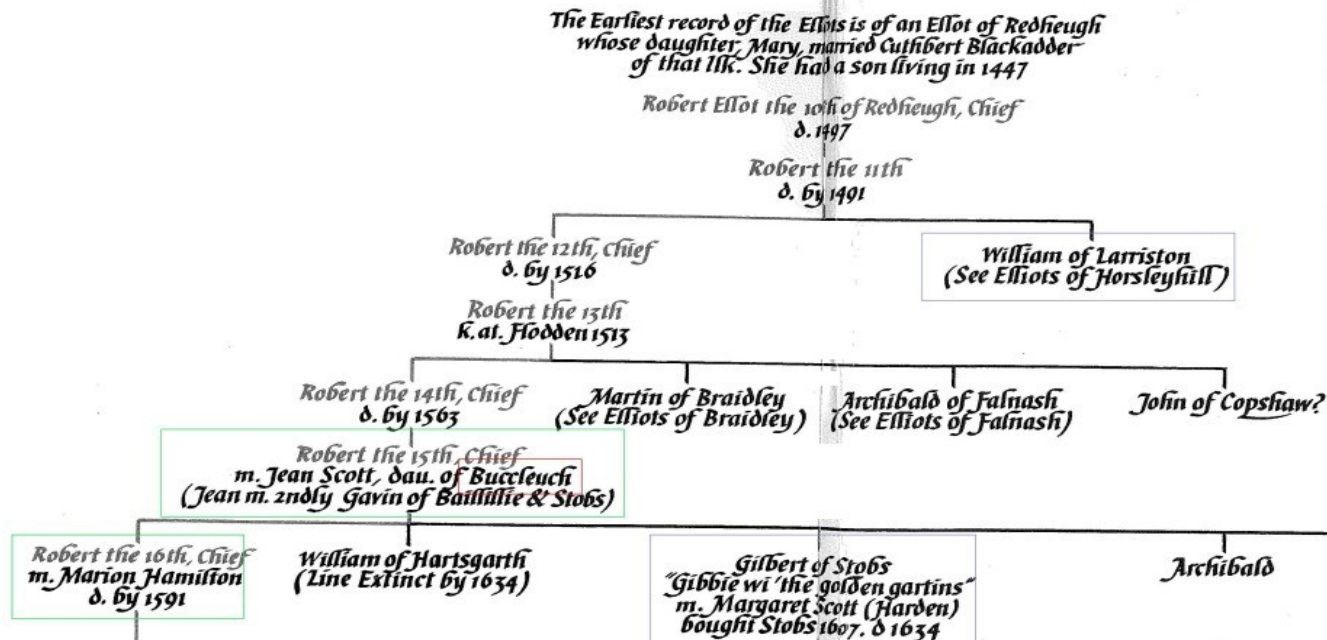 The Earliest record of the Ellots is of an Ellot of Redheugh
whose daughter, Mary, married Cuthbert Blackadder
of that Ilk. She had a son living in 1447
Robert Ellot the 10th of Redheugh, Chief
d. 1497
Robert the 11th
d. by 1491
Robert the 12th, Chief
d. by 1516
William of Larriston
(See Elliots of Horsleyhill)
Robert the 13th
k. at. Flodden 1513
Robert the 14th, Chief
d. by 1563
Martin of Braidley
(See Elliots of Braidley)
Archibald of Falnash
(See Elliots of Falnash)
John of Copshaw?
Robert the 15th, Chief
m. Jean Scott, dau. of Buccleuch
(Jean m. 2ndly Gavin of Baillillie & Stobs)
Robert the 16th, Chief
m. Marion Hamilton
d. by 1591
William of Hartsgarth
(Line Extinct by 1634)
Gilbert of Stobs
"Gibbie wi 'the golden gartins"
m. Margaret Scott (Harden)
bought Stobs 1607. d 1634
Archibald